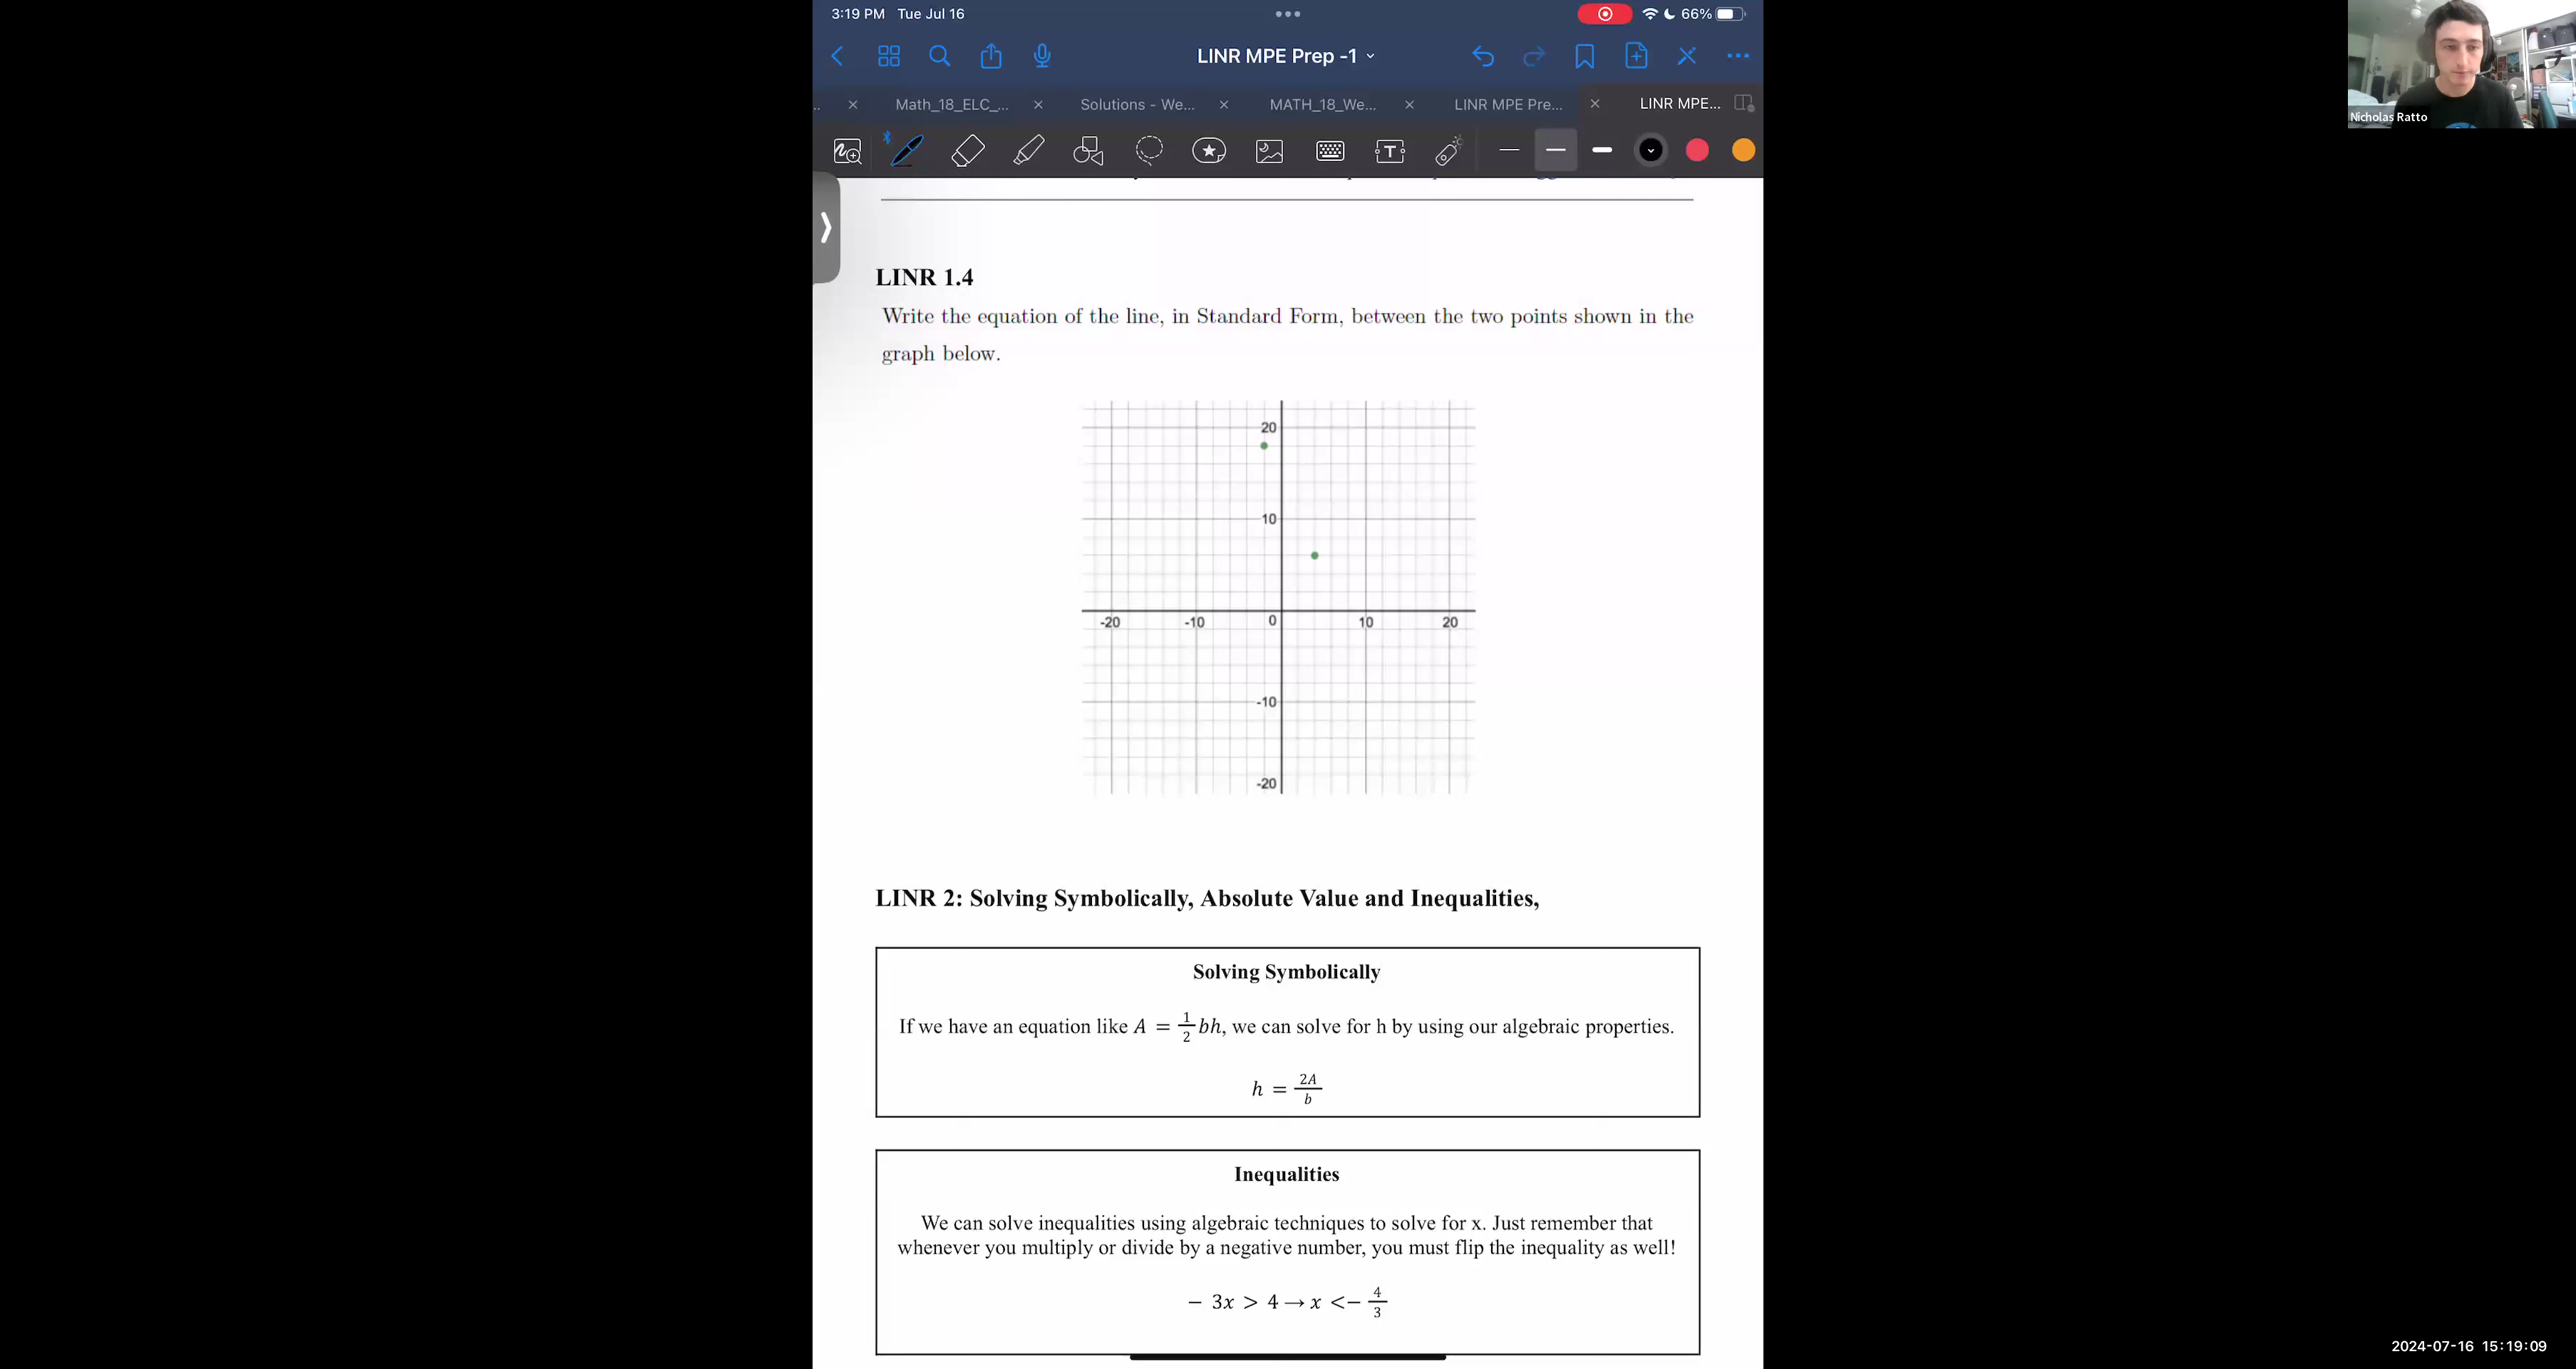 3:19 PM Tue Jul 16
66%
LINR MPE Prep -1
Math_18_ELC_...
Solutions - We...
MATH_18_We...
LINR MPE Pre...
LINR MPE...
Nicholas Ratto
LINR 1.4
Write the equation of the line, in Standard Form, between the two points shown in the
graph below.
20
10
-20 -10 0 10 20
-10
-20
LINR 2: Solving Symbolically, Absolute Value and Inequalities,
Solving Symbolically
If we have an equation like A = 1/2 bh, we can solve for h by using our algebraic properties.
h = 2A/b
Inequalities
We can solve inequalities using algebraic techniques to solve for x. Just remember that
whenever you multiply or divide by a negative number, you must flip the inequality as well!
− 3x > 4 → x <− 4/3
2024-07-16 15:19:09